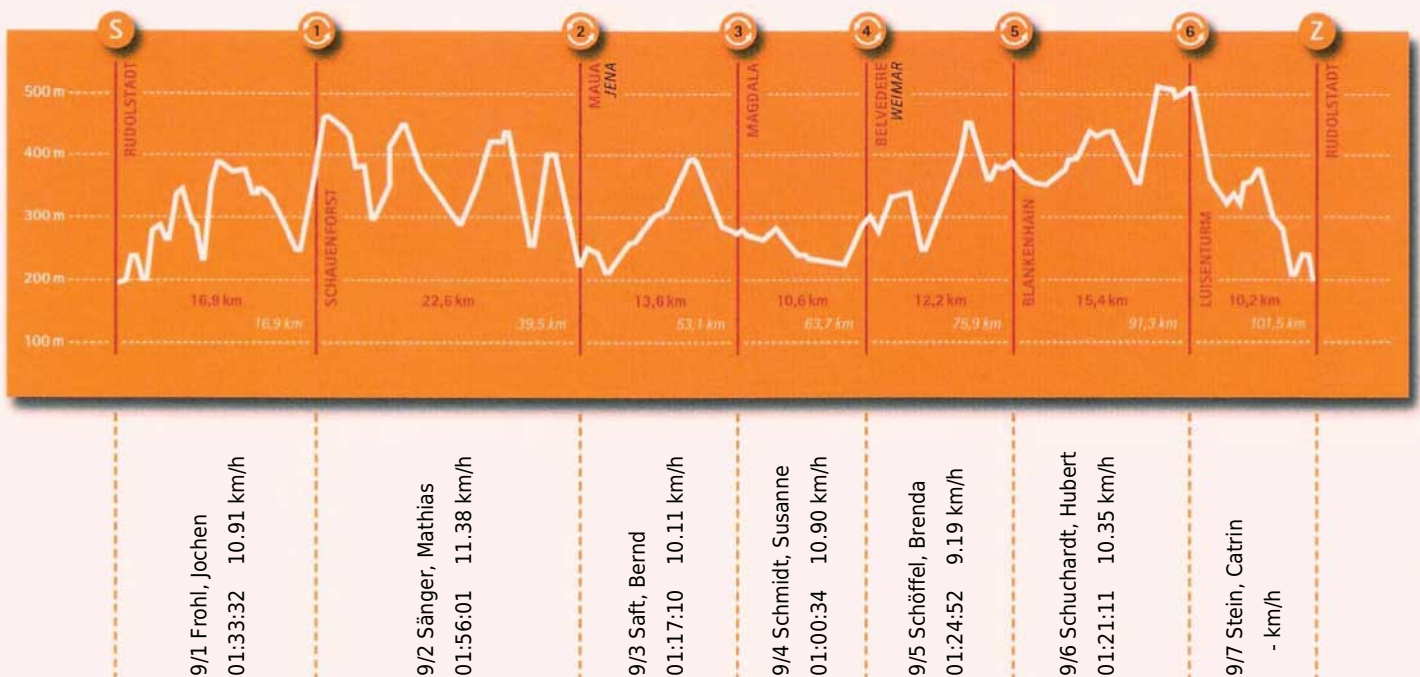 S
1
2
3
4
5
6
Z
500 m
400 m
300 m
200 m
100 m
RUDOLSTADT
SCHAUENFORST
MAUA
JENA
MAGDALA
BELVEDERE
WEIMAR
BLANKENHAIN
LUISENTURM
RUDOLSTADT
16,9 km
22,6 km
13,6 km
10,6 km
12,2 km
15,4 km
10,2 km
16,9 km
39,5 km
53,1 km
63,7 km
75,9 km
91,3 km
101,5 km
9/1 Frohl, Jochen
01:33:32 10.91 km/h
9/2 Sänger, Mathias
01:56:01 11.38 km/h
9/3 Saft, Bernd
01:17:10 10.11 km/h
9/4 Schmidt, Susanne
01:00:34 10.90 km/h
9/5 Schöffel, Brenda
01:24:52 9.19 km/h
9/6 Schuchardt, Hubert
01:21:11 10.35 km/h
9/7 Stein, Catrin
- km/h